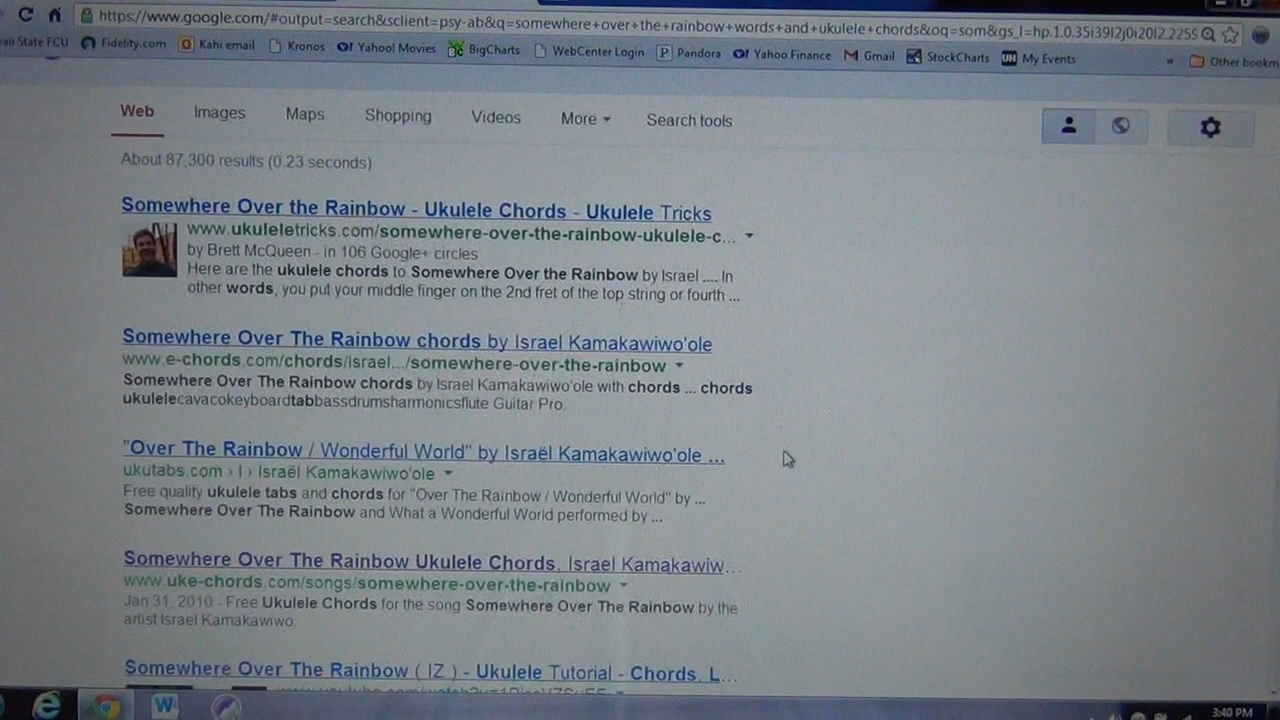 https://www.google.com/#output=search&sclient=psy-ab&q=somewhere+over+the+rainbow+words+and+ukulele+chords&oq=som&gs_l=hp.1.0.35i39l2j0i20l2.2259
State FCU Fidelity.com Kahi email Kronos Yahoo! Movies BigCharts WebCenter Login Pandora Yahoo Finance Gmail StockCharts UH My Events » Other bookm
Web Images Maps Shopping Videos More Search tools
About 87,300 results (0.23 seconds)
Somewhere Over the Rainbow - Ukulele Chords - Ukulele Tricks
www.ukuleletricks.com/somewhere-over-the-rainbow-ukulele-c...
by Brett McQueen - in 106 Google+ circles
Here are the ukulele chords to Somewhere Over the Rainbow by Israel .... In
other words, you put your middle finger on the 2nd fret of the top string or fourth ...
Somewhere Over The Rainbow chords by Israel Kamakawiwo'ole
www.e-chords.com/chords/israel.../somewhere-over-the-rainbow
Somewhere Over The Rainbow chords by Israel Kamakawiwo'ole with chords ... chords
ukulelecavacokeyboardtabbassdrumsharmonicsflute Guitar Pro.
"Over The Rainbow / Wonderful World" by Israël Kamakawiwo'ole ...
ukutabs.com › I › Israël Kamakawiwo'ole
Free quality ukulele tabs and chords for "Over The Rainbow / Wonderful World" by ...
Somewhere Over The Rainbow and What a Wonderful World performed by ...
Somewhere Over The Rainbow Ukulele Chords, Israel Kamakawiw...
www.uke-chords.com/songs/somewhere-over-the-rainbow
Jan 31, 2010 - Free Ukulele Chords for the song Somewhere Over The Rainbow by the
artist Israel Kamakawiwo
Somewhere Over The Rainbow ( IZ ) - Ukulele Tutorial - Chords, L...
3:40 PM